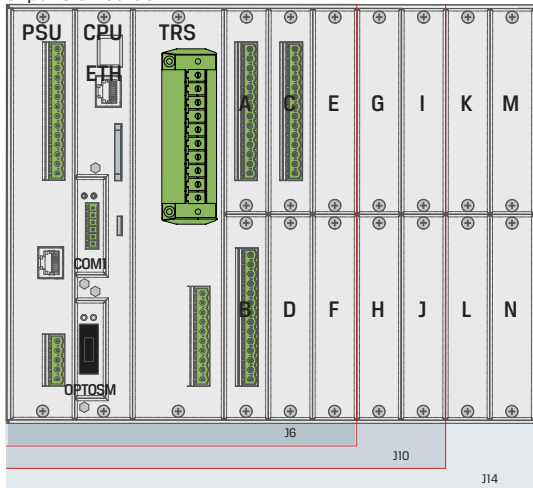 PSU CPU TRS
ETH
A C E G I K M
COM1
B D F H J L N
OPTOSM
J6
J10
J14